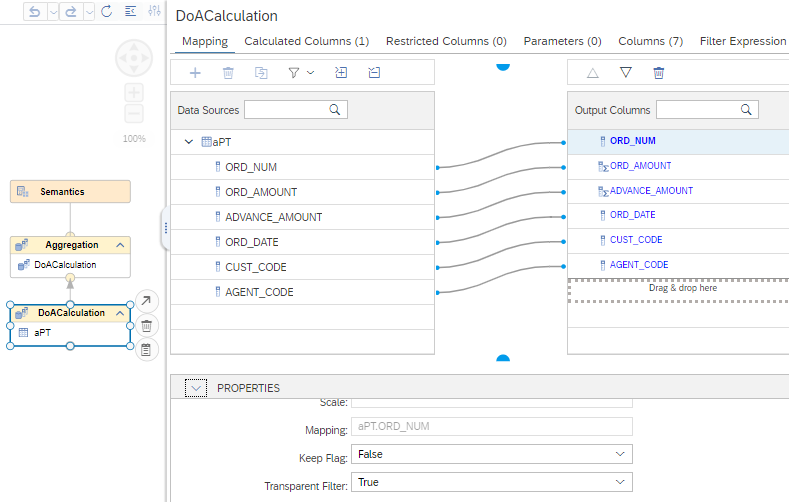 DoACalculation
Mapping Calculated Columns (1) Restricted Columns (0) Parameters (0) Columns (7) Filter Expression
100%
Semantics
Aggregation
DoACalculation
DoACalculation
aPT
Data Sources
aPT
ORD_NUM
ORD_AMOUNT
ADVANCE_AMOUNT
ORD_DATE
CUST_CODE
AGENT_CODE
Output Columns
ORD_NUM
ORD_AMOUNT
ADVANCE_AMOUNT
ORD_DATE
CUST_CODE
AGENT_CODE
Drag & drop here
PROPERTIES
Scale:
Mapping: aPT.ORD_NUM
Keep Flag: False
Transparent Filter: True